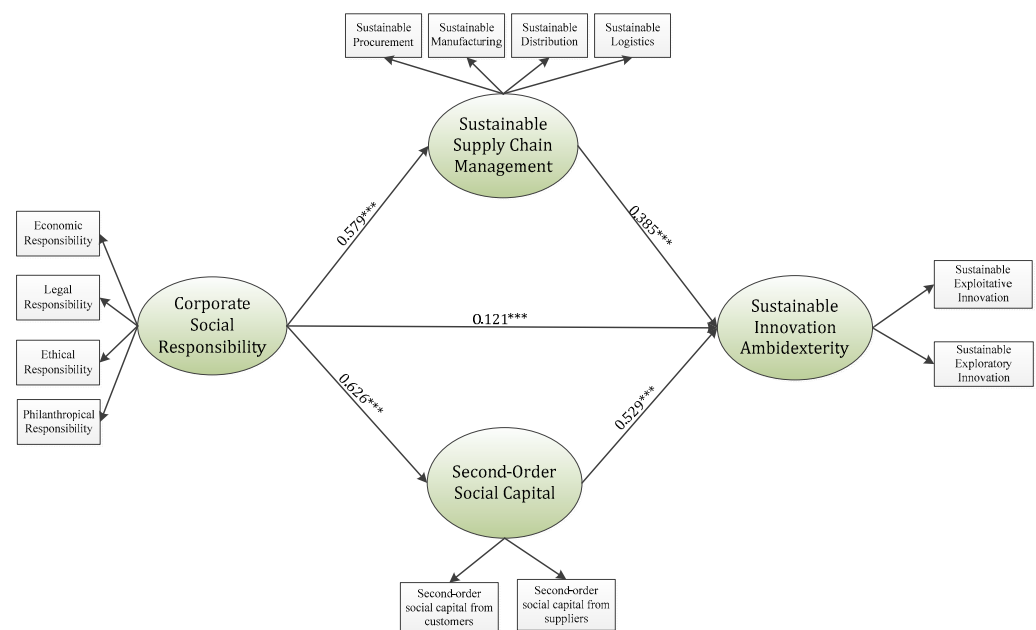 Sustainable
Procurement
Sustainable
Manufacturing
Sustainable
Distribution
Sustainable
Logistics
Sustainable
Supply Chain
Management
0.579***
0.385***
Economic
Responsibility
Legal
Responsibility
Ethical
Responsibility
Philanthropical
Responsibility
Corporate
Social
Responsibility
0.121***
Sustainable
Innovation
Ambidexterity
Sustainable
Exploitative
Innovation
Sustainable
Exploratory
Innovation
0.626***
0.529***
Second-Order
Social Capital
Second-order
social capital from
customers
Second-order
social capital from
suppliers